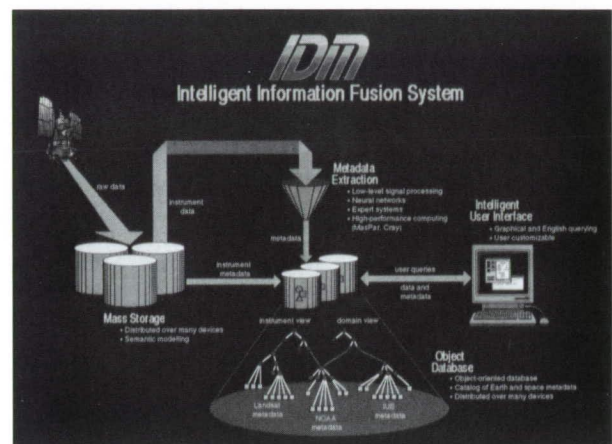 IDM
Intelligent Information Fusion System
raw data
instrument
data
Metadata
Extraction
• Low-level signal processing
• Neural networks
• Expert systems
• High-performance computing
(MasPar, Cray)
metadata
Intelligent
User Interface
• Graphical and English querying
• User customizable
instrument
metadata
user queries
data and
metadata
Mass Storage
• Distributed over many devices
• Semantic modelling
instrument view
domain view
Object
Database
• Object-oriented database
• Catalog of Earth and space metadata
• Distributed over many devices
Landsat
metadata
NOAA
metadata
IUE
metadata